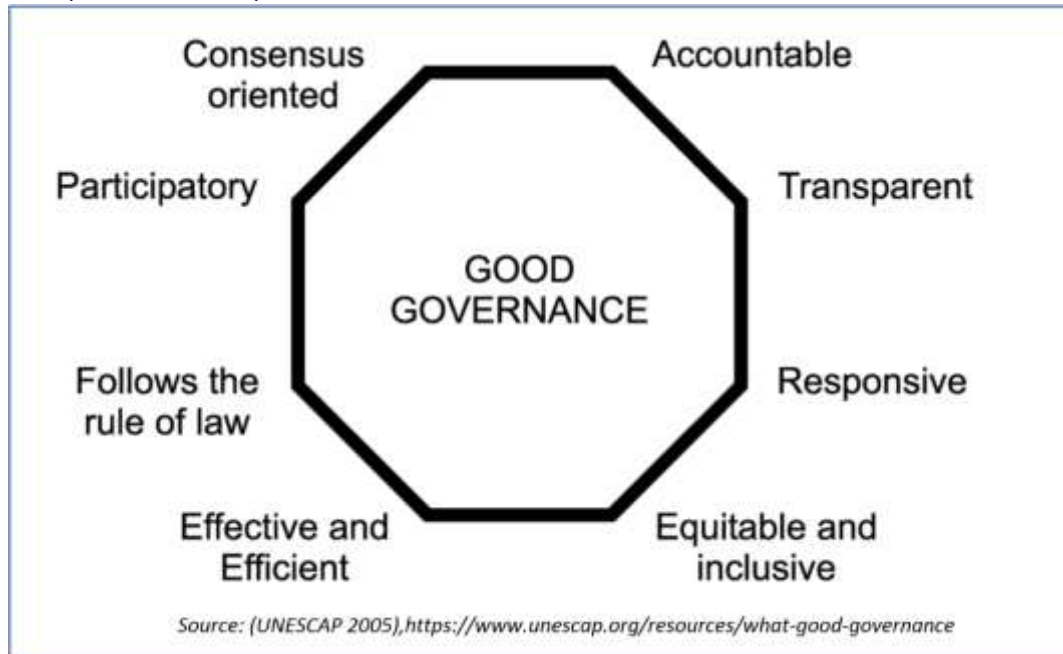 Consensus
oriented
Accountable
Participatory
Transparent
GOOD
GOVERNANCE
Follows the
rule of law
Responsive
Effective and
Efficient
Equitable and
inclusive
Source: (UNESCAP 2005),https://www.unescap.org/resources/what-good-governance